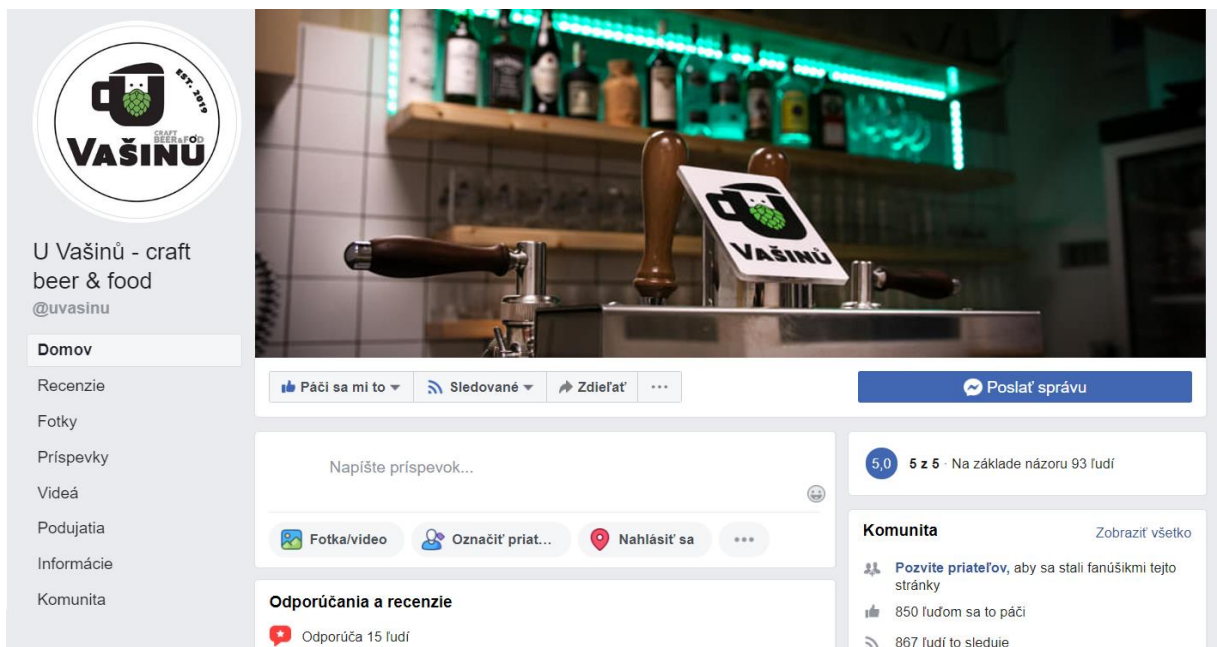 EST. 2019
CRAFT
BEER & FOOD
VAŠINŮ
U Vašinů - craft
beer & food
@uvasinu
Domov
Recenzie
Fotky
Príspevky
Videá
Podujatia
Informácie
Komunita
VAŠINŮ
Páči sa mi to
Sledované
Zdieľať
Poslať správu
Napíšte príspevok...
Fotka/video
Označiť priat...
Nahlásiť sa
Odporúčania a recenzie
Odporúča 15 ľudí
5,0 5 z 5 · Na základe názoru 93 ľudí
Komunita Zobraziť všetko
Pozvite priateľov, aby sa stali fanúšikmi tejto
stránky
850 ľuďom sa to páči
867 ľudí to sleduje